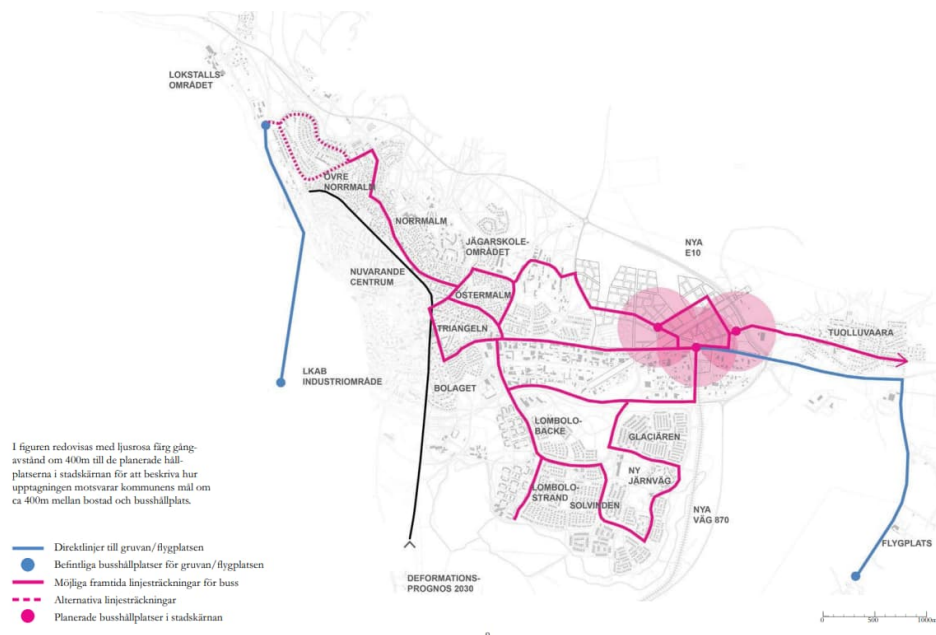 LOKSTALLS-
OMRÅDET
ÖVRE
NORRMALM
NORRMALM
JÄGARSKOLE-
OMRÅDET
NYA
E10
NUVARANDE
CENTRUM
ÖSTERMALM
TRIANGELN
TUOLLUVAARA
LKAB
INDUSTRIOMRÅDE
BOLAGET
LOMBOLO-
BACKE
GLACIÄREN
I figuren redovisas med ljusrosa färg gång-
avstånd om 400m till de planerade håll-
platserna i stadskärnan för att beskriva hur
upptagningen motsvarar kommunens mål om
ca 400m mellan bostad och busshållplats.
NY
JÄRNVÄG
LOMBOLO-
STRAND
SOLVINDEN
NYA
VÄG 870
FLYGPLATS
DEFORMATIONS-
PROGNOS 2030
Direktlinjer till gruvan/flygplatsen
Befintliga busshållplatser för gruvan/flygplatsen
Möjliga framtida linjesträckningar för buss
Alternativa linjesträckningar
Planerade busshållplatser i stadskärnan
0 500 1000m